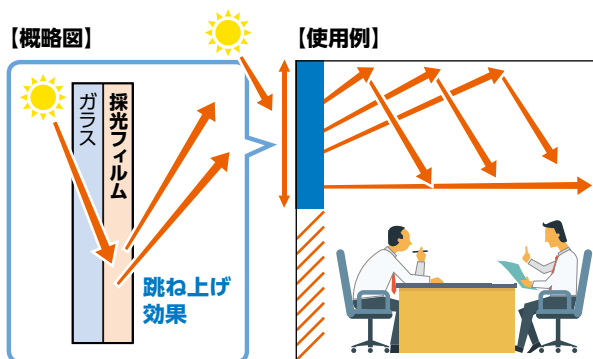 【概略図】
【使用例】
ガラス
採光フィルム
跳ね上げ
効果